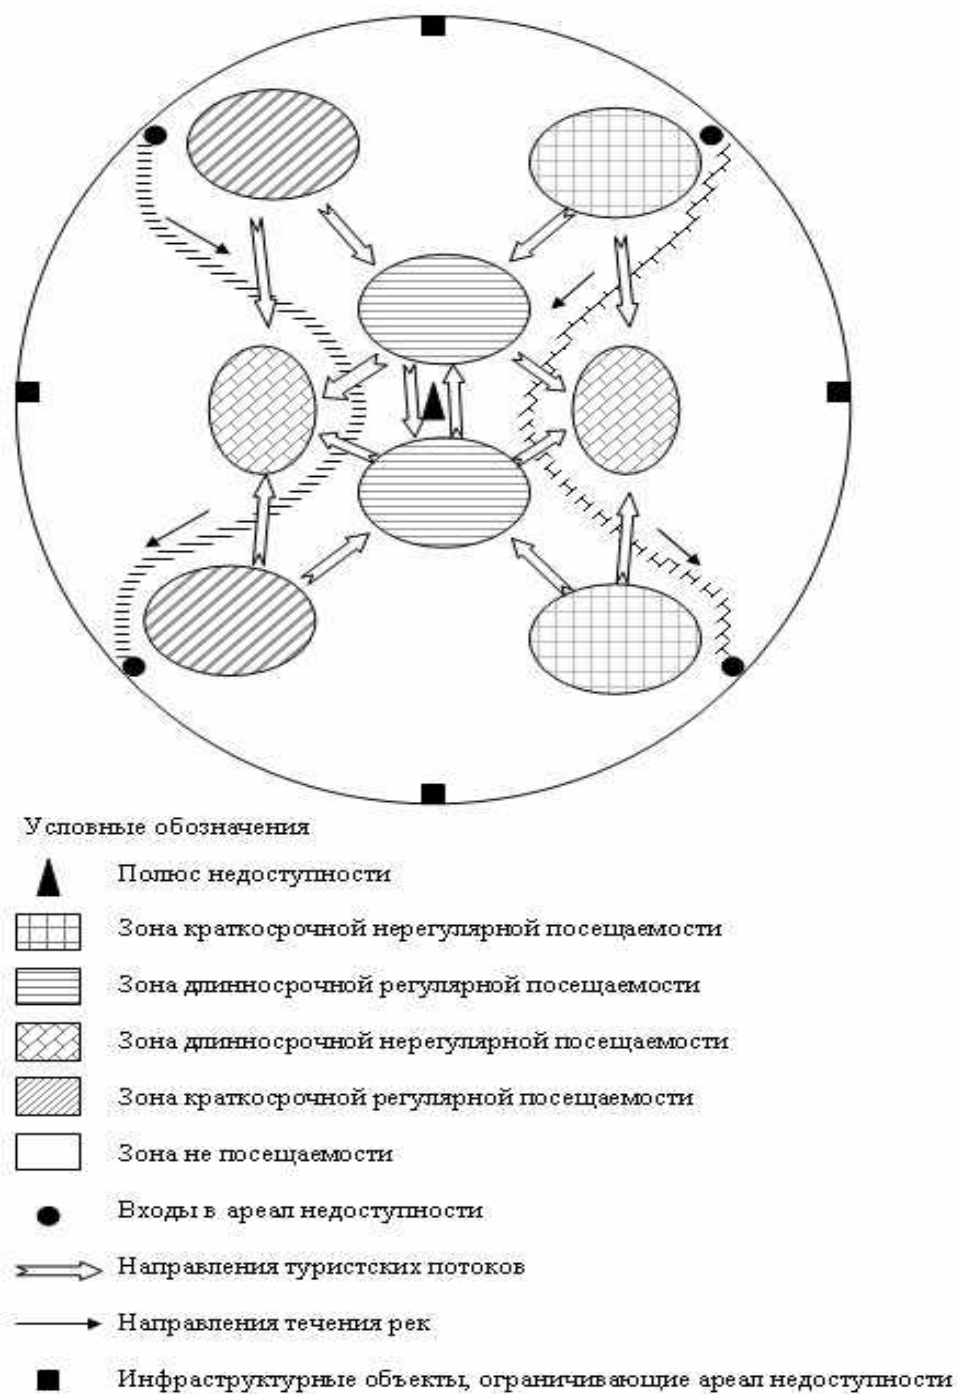 Условные обозначения
Полюс недоступности
Зона краткосрочной нерегулярной посещаемости
Зона длинносрочной регулярной посещаемости
Зона длинносрочной нерегулярной посещаемости
Зона краткосрочной регулярной посещаемости
Зона не посещаемости
Входы в ареал недоступности
Направления туристских потоков
Направления течения рек
Инфраструктурные объекты, ограничивающие ареал недоступности